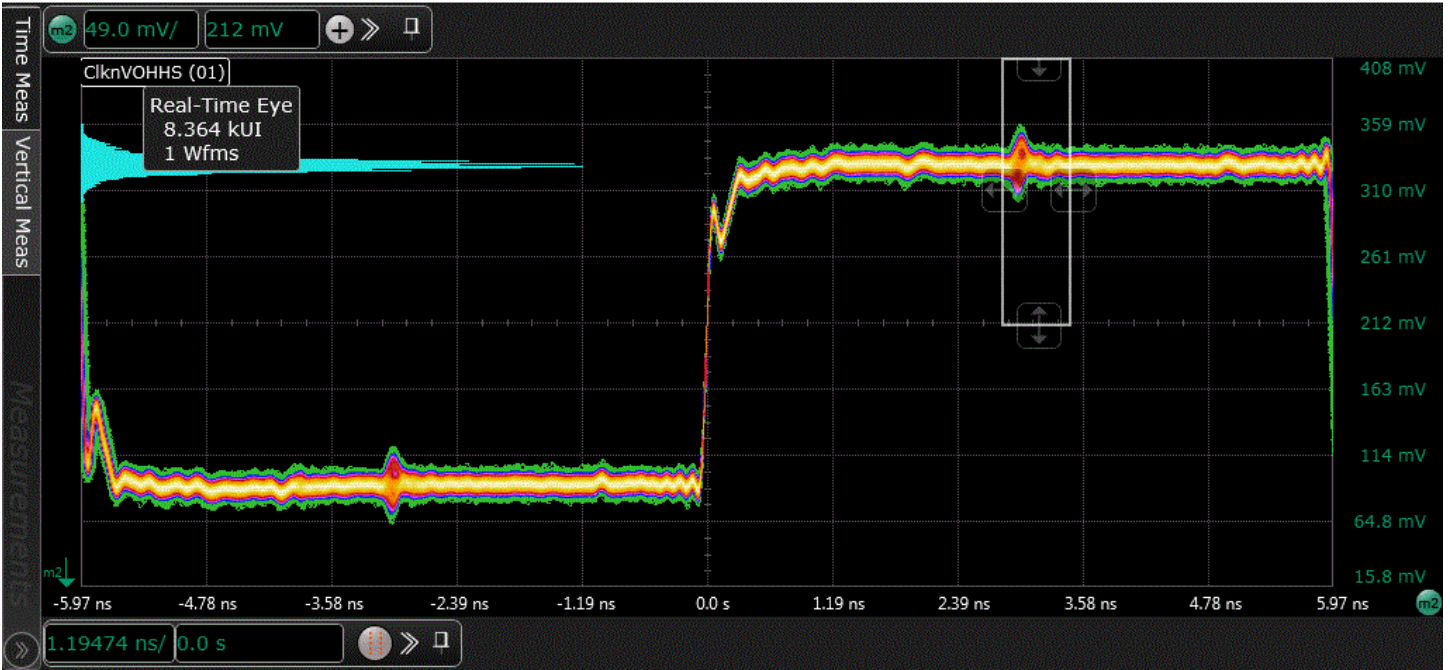 Time Meas
Vertical Meas
Measurements
m2
49.0 mV/
212 mV
ClknVOHHS (01)
Real-Time Eye
8.364 kUI
1 Wfms
408 mV
359 mV
310 mV
261 mV
212 mV
163 mV
114 mV
64.8 mV
15.8 mV
m2
-5.97 ns
-4.78 ns
-3.58 ns
-2.39 ns
-1.19 ns
0.0 s
1.19 ns
2.39 ns
3.58 ns
4.78 ns
5.97 ns
m2
1.19474 ns/
0.0 s